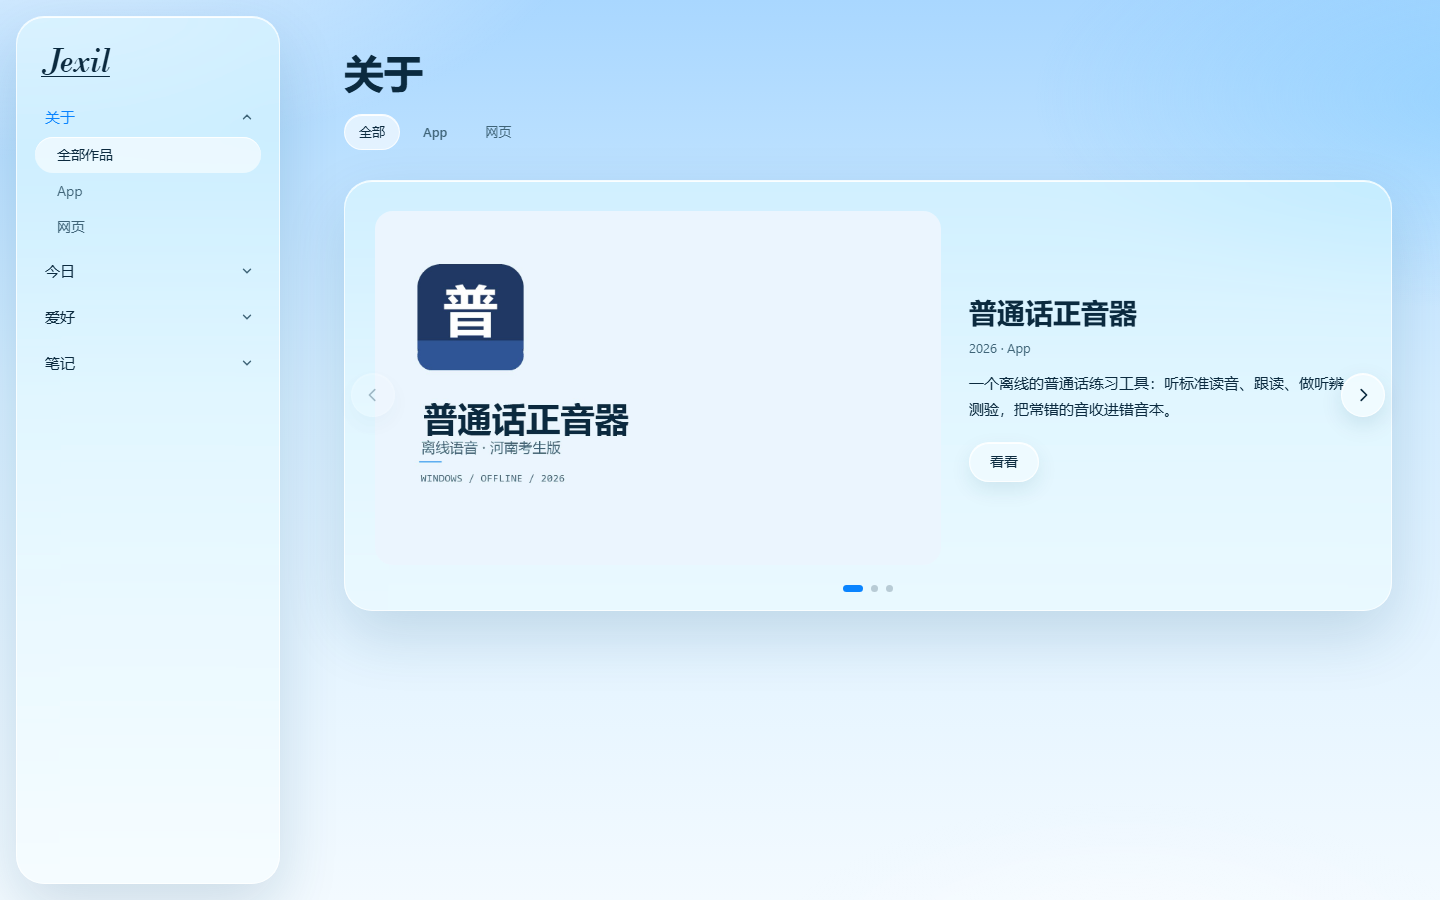 Jexil
关于
全部作品
App
网页
今日
爱好
笔记
关于
全部
App
网页
普
普通话正音器
离线语音 · 河南考生版
WINDOWS / OFFLINE / 2026
普通话正音器
2026 · App
一个离线的普通话练习工具：听标准读音、跟读、做听辨
测验，把常错的音收进错音本。
看看